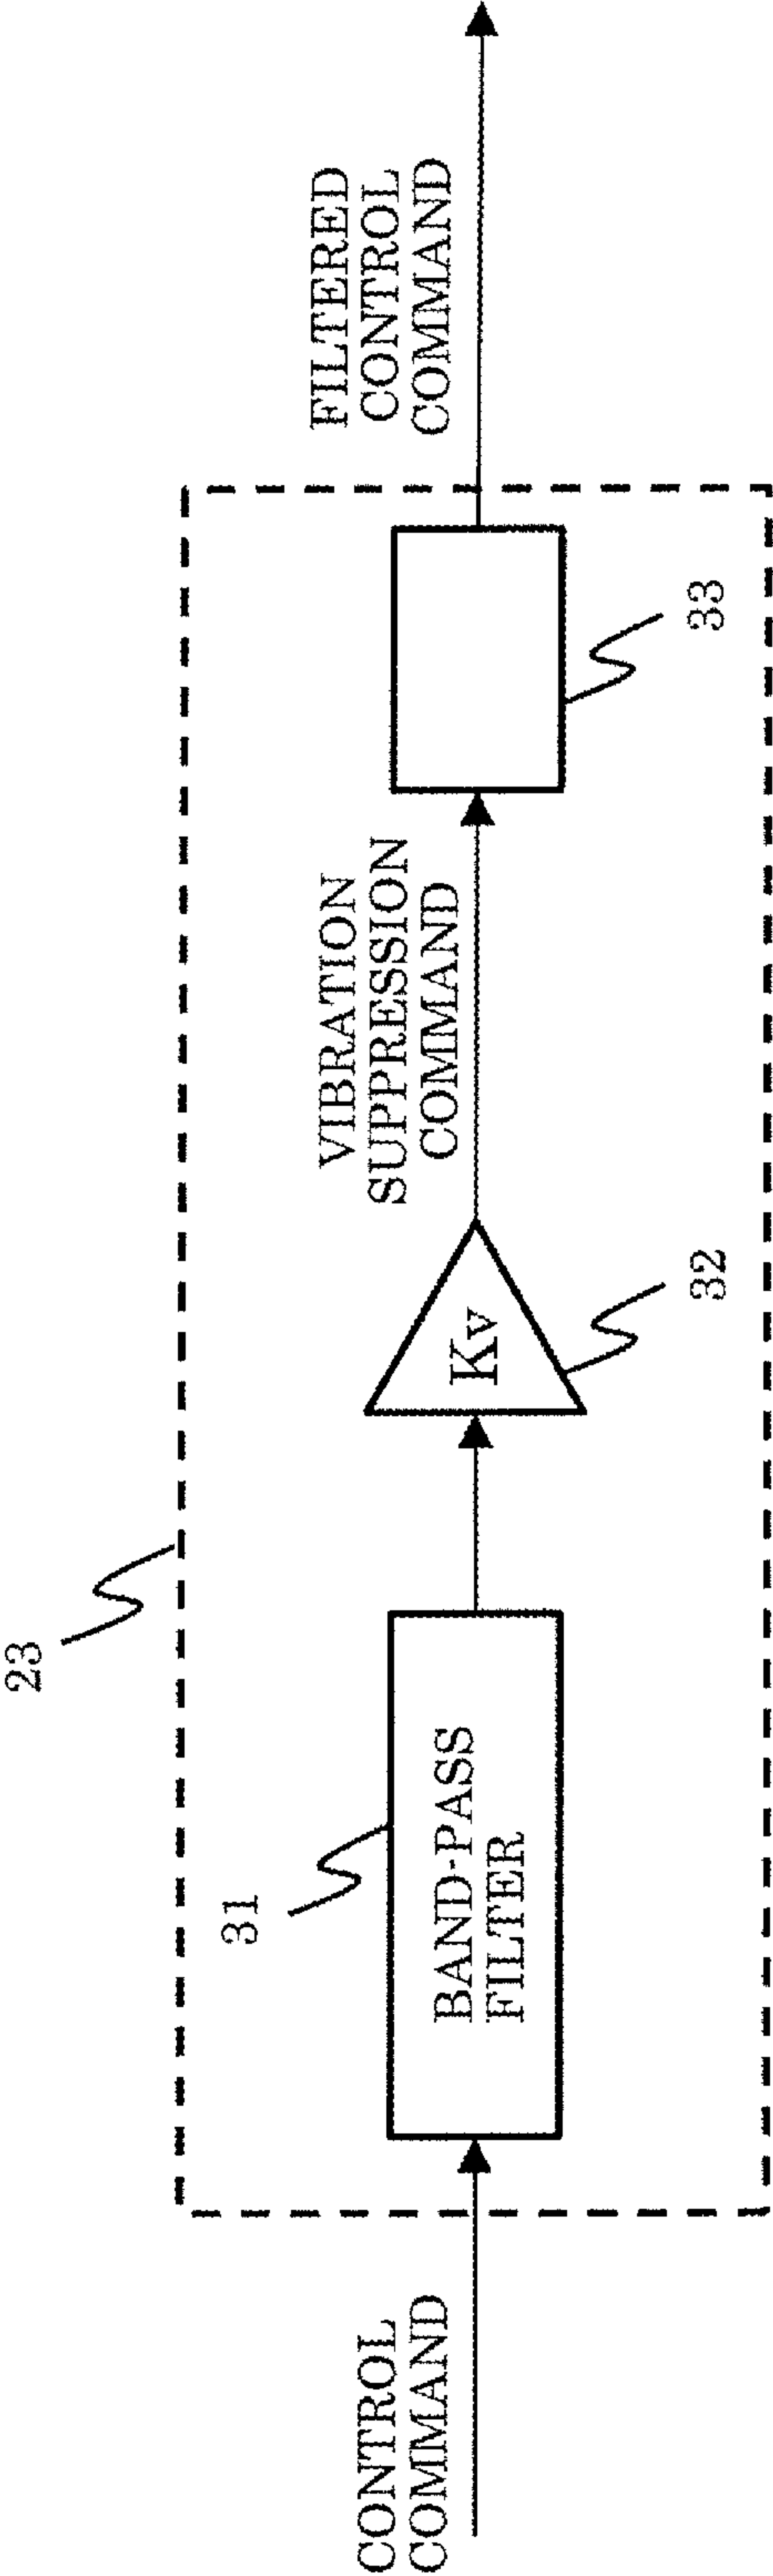 23
31
CONTROL
COMMAND
BAND-PASS
FILTER
Kv
32
VIBRATION
SUPPRESSION
COMMAND
33
FILTERED
CONTROL
COMMAND